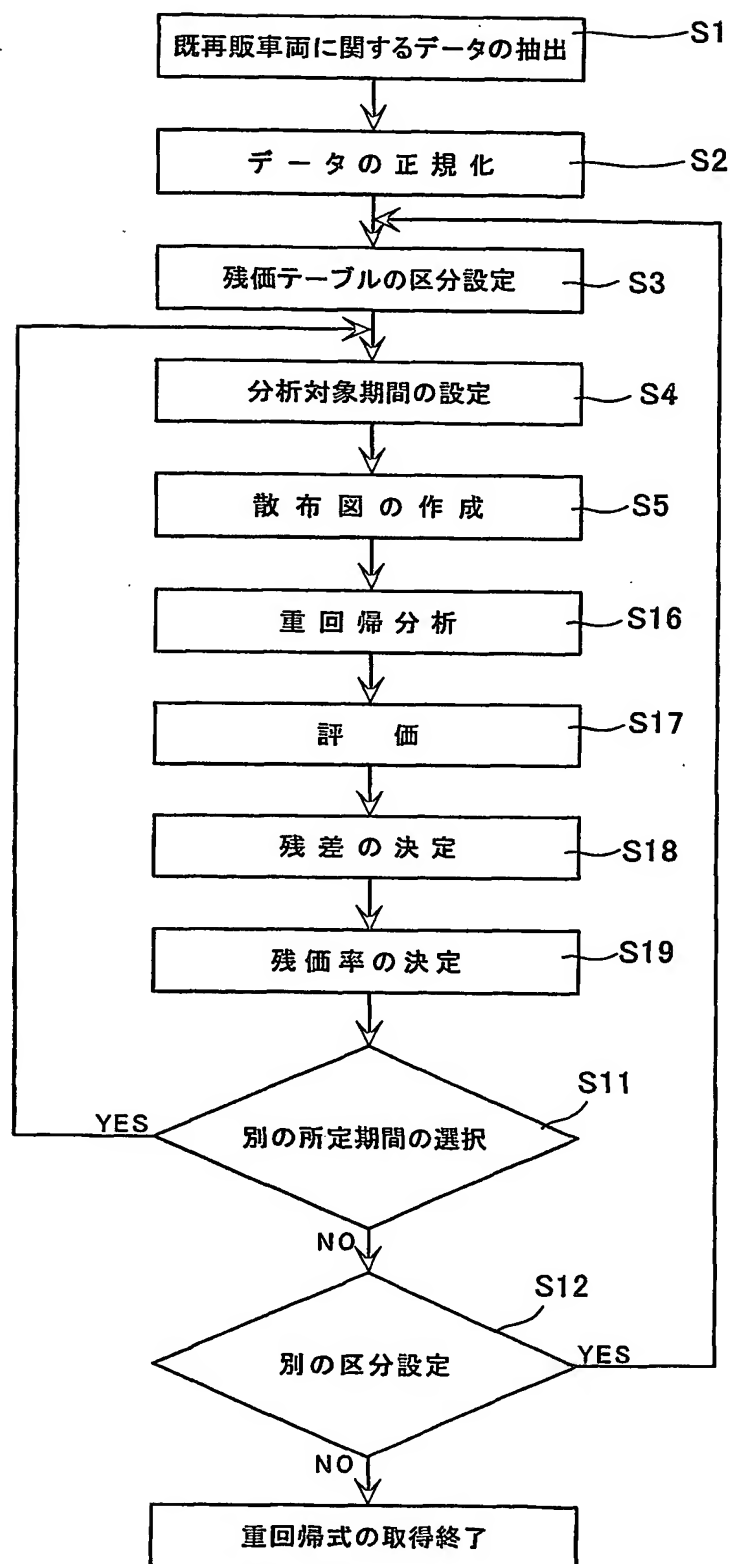 既再販車両に関するデータの抽出
S1
データの正規化
S2
残価テーブルの区分設定
S3
分析対象期間の設定
S4
散布図の作成
S5
重回帰分析
S16
評価
S17
残差の決定
S18
残価率の決定
S19
別の所定期間の選択
S11
YES
NO
別の区分設定
S12
YES
NO
重回帰式の取得終了